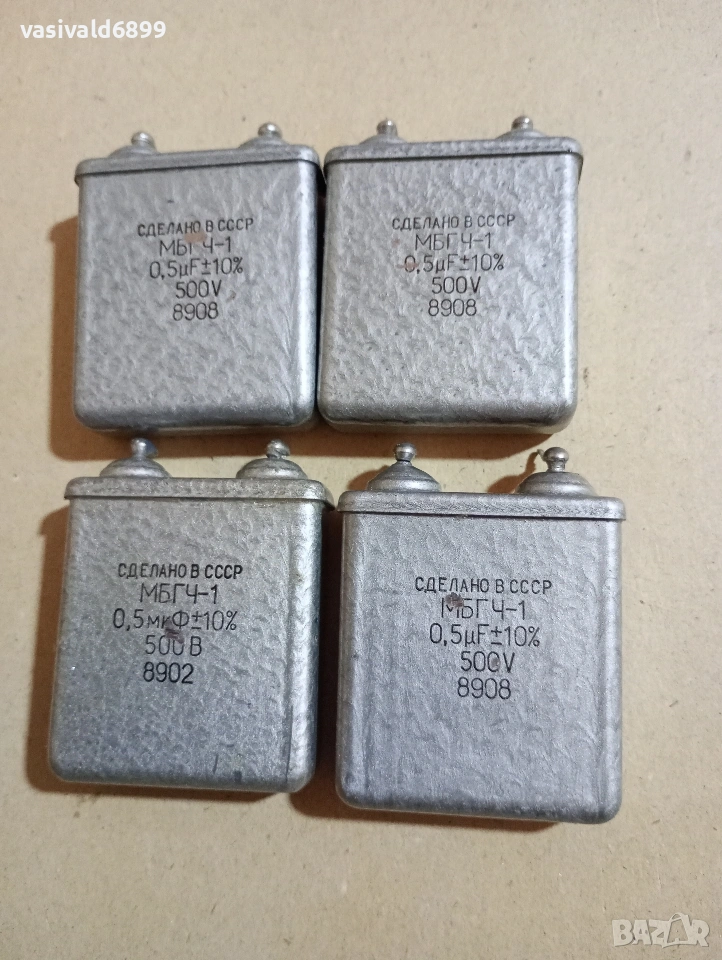 vasivald6899
СДЕЛАНО В СССР
МБГЧ-1
0,5µF±10%
500V
8908
СДЕЛАНО В СССР
МБГЧ-1
0,5µF±10%
500V
8908
СДЕЛАНО В СССР
МБГЧ-1
0,5мкФ±10%
500В
8902
СДЕЛАНО В СССР
МБГЧ-1
0,5µF±10%
500V
8908
BAZAR